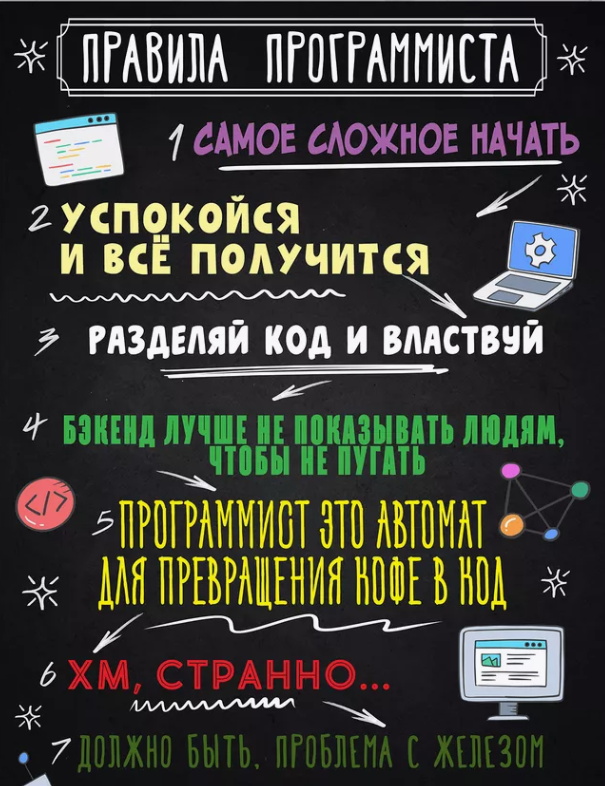 ПРАВИЛА ПРОГРАММИСТА
1 САМОЕ СЛОЖНОЕ НАЧАТЬ
2 УСПОКОЙСЯ
И ВСЁ ПОЛУЧИТСЯ
3 РАЗДЕЛЯЙ КОД И ВЛАСТВУЙ
4 БЭКЕНД ЛУЧШЕ НЕ ПОКАЗЫВАТЬ ЛЮДЯМ,
ЧТОБЫ НЕ ПУГАТЬ
</>
5 ПРОГРАММИСТ ЭТО АВТОМАТ
ДЛЯ ПРЕВРАЩЕНИЯ КОФЕ В КОД
6 ХМ, СТРАННО...
7 ДОЛЖНО БЫТЬ, ПРОБЛЕМА С ЖЕЛЕЗОМ